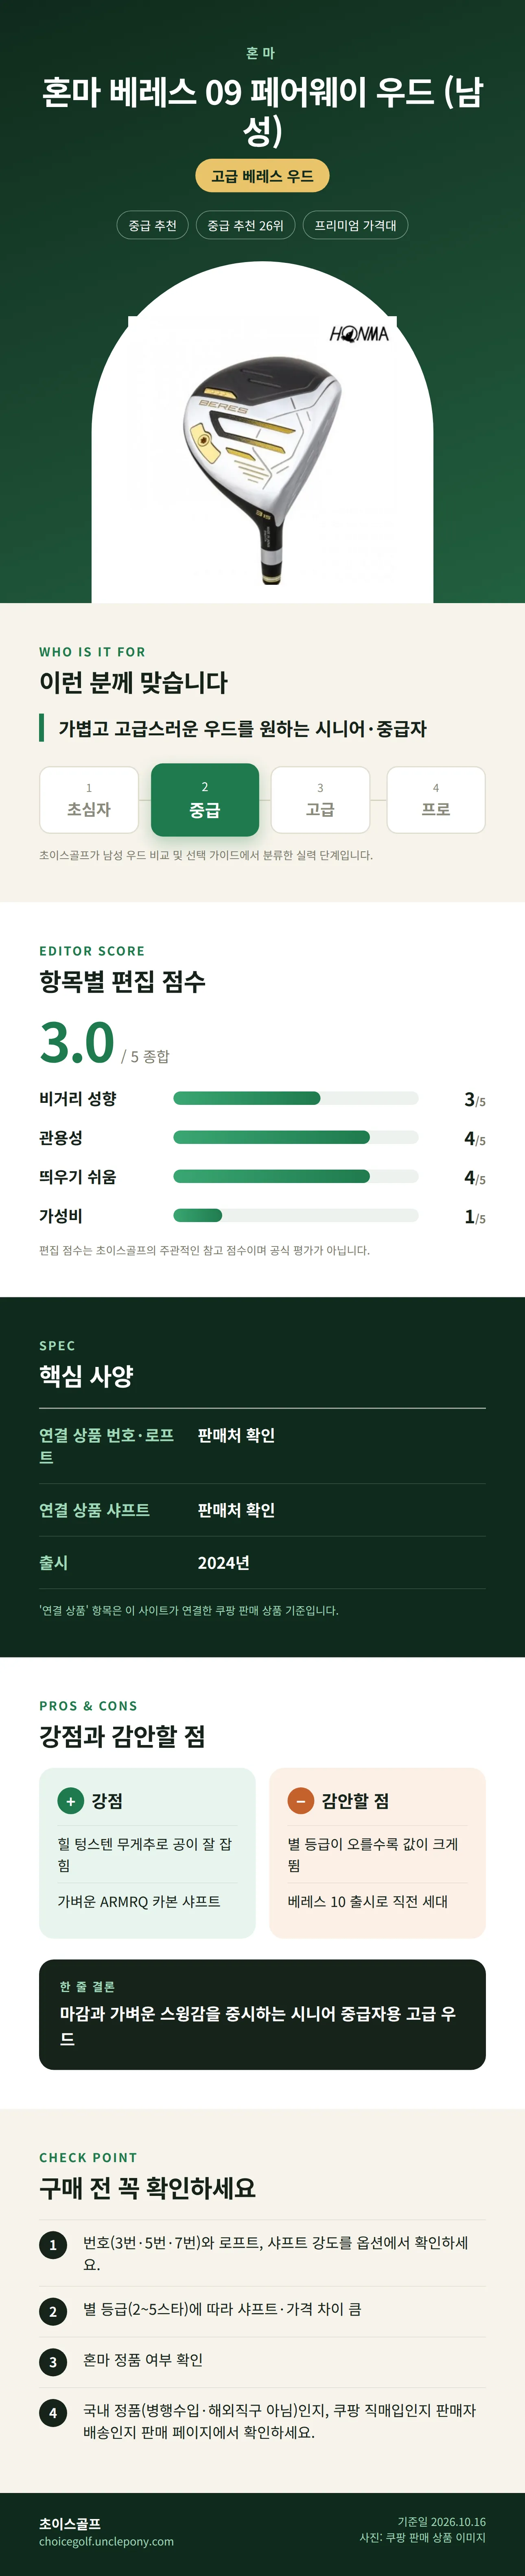 혼마
혼마 베레스 09 페어웨이 우드 (남
성)
고급 베레스 우드
중급 추천
중급 추천 26위
프리미엄 가격대
HONMA
BERES
WHO IS IT FOR
이런 분께 맞습니다
가볍고 고급스러운 우드를 원하는 시니어·중급자
1
초심자
2
중급
3
고급
4
프로
초이스골프가 남성 우드 비교 및 선택 가이드에서 분류한 실력 단계입니다.
EDITOR SCORE
항목별 편집 점수
3.0 / 5 종합
비거리 성향 3/5
관용성 4/5
띄우기 쉬움 4/5
가성비 1/5
편집 점수는 초이스골프의 주관적인 참고 점수이며 공식 평가가 아닙니다.
SPEC
핵심 사양
연결 상품 번호·로프 판매처 확인
트
연결 상품 샤프트 판매처 확인
출시 2024년
'연결 상품' 항목은 이 사이트가 연결한 쿠팡 판매 상품 기준입니다.
PROS & CONS
강점과 감안할 점
+ 강점
힐 텅스텐 무게추로 공이 잘 잡
힘
가벼운 ARMRQ 카본 샤프트
− 감안할 점
별 등급이 오를수록 값이 크게
뜀
베레스 10 출시로 직전 세대
한 줄 결론
마감과 가벼운 스윙감을 중시하는 시니어 중급자용 고급 우
드
CHECK POINT
구매 전 꼭 확인하세요
1 번호(3번·5번·7번)와 로프트, 샤프트 강도를 옵션에서 확인하세
요.
2 별 등급(2~5스타)에 따라 샤프트·가격 차이 큼
3 혼마 정품 여부 확인
4 국내 정품(병행수입·해외직구 아님)인지, 쿠팡 직매입인지 판매자
배송인지 판매 페이지에서 확인하세요.
초이스골프
choicegolf.unclepony.com
기준일 2026.10.16
사진: 쿠팡 판매 상품 이미지